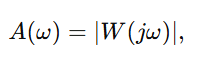 A(ω) = |W(jω)|,